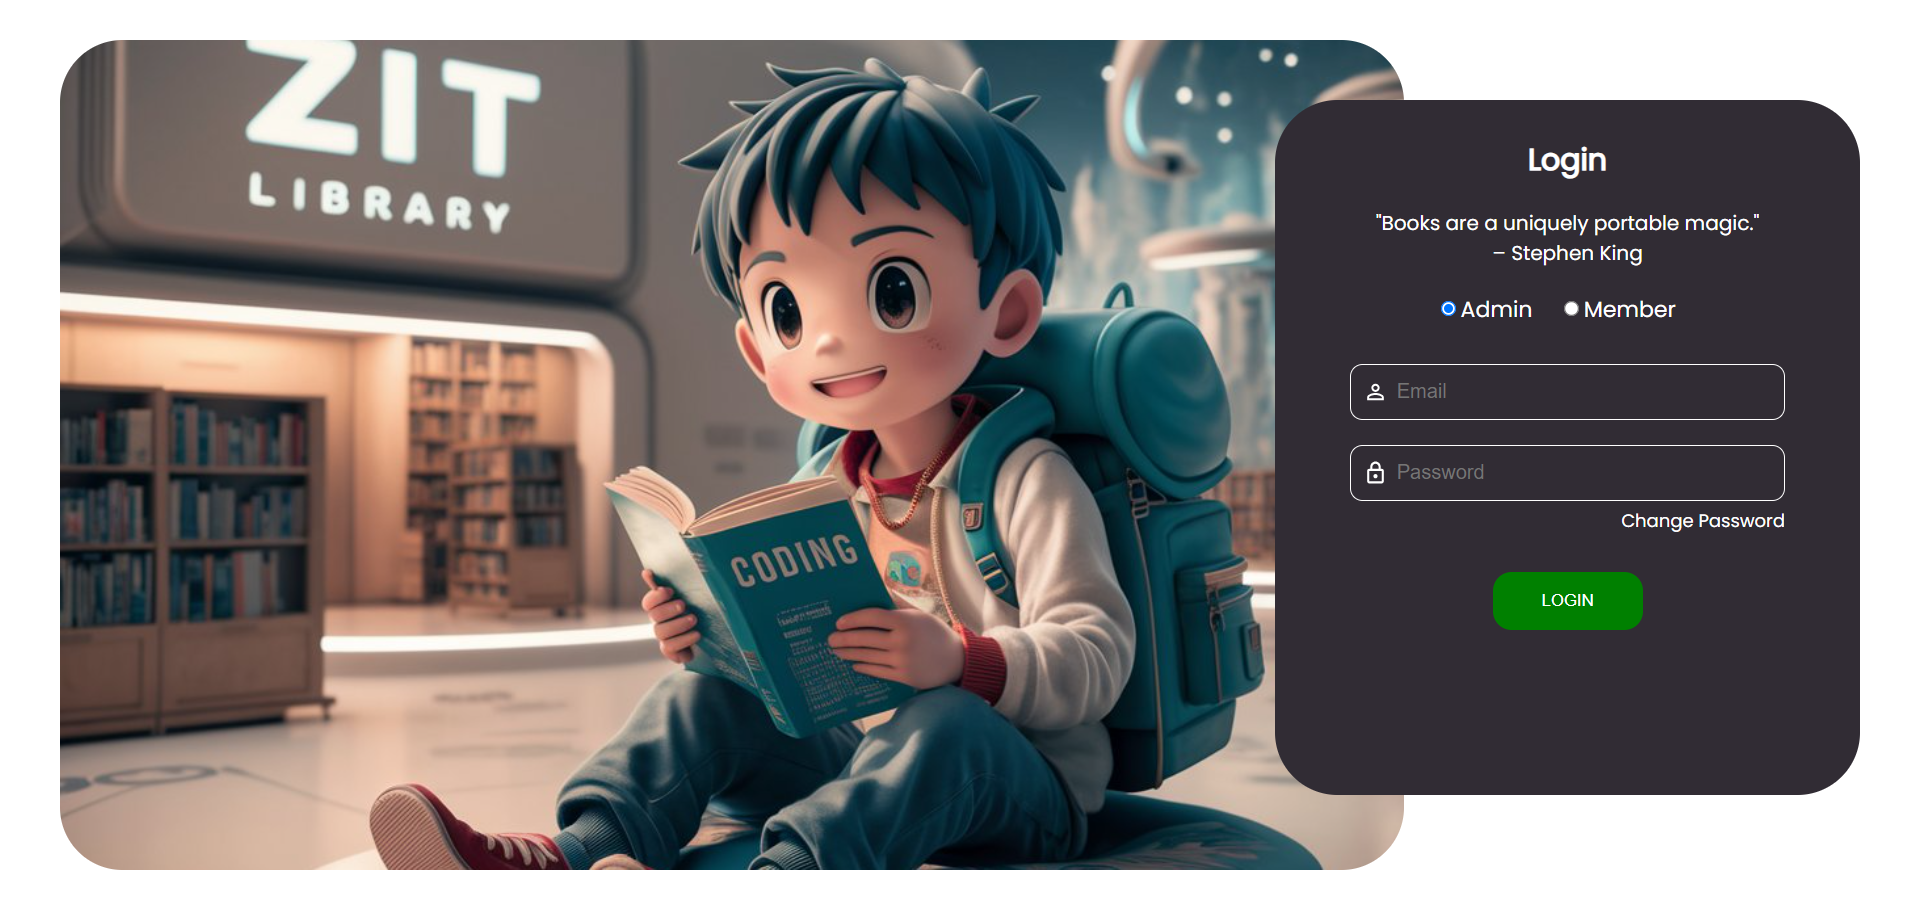 ZIT
LIBRARY
CODING
Login
"Books are a uniquely portable magic."
– Stephen King
Admin
Member
Email
Password
Change Password
LOGIN